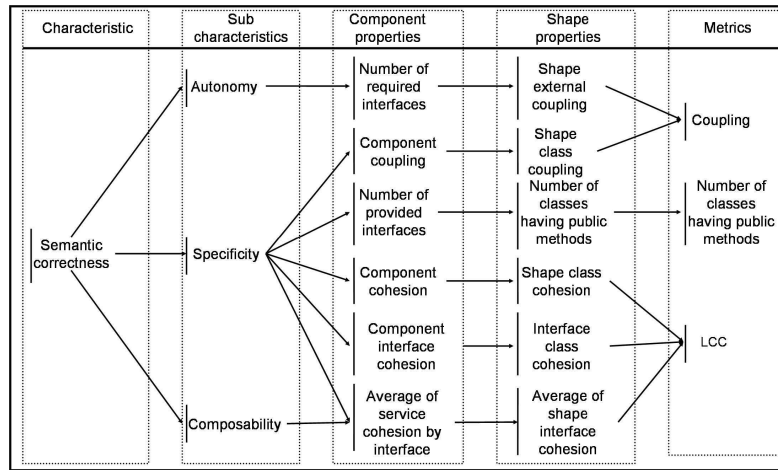 Characteristic
Sub
characteristics
Component
properties
Shape
properties
Metrics
Semantic
correctness
Autonomy
Specificity
Composability
Number of
required
interfaces
Component
coupling
Number of
provided
interfaces
Component
cohesion
Component
interface
cohesion
Average of
service
cohesion by
interface
Shape
external
coupling
Shape
class
coupling
Number of
classes
having public
methods
Shape class
cohesion
Interface
class
cohesion
Average of
shape
interface
cohesion
Coupling
Number of
classes
having public
methods
LCC